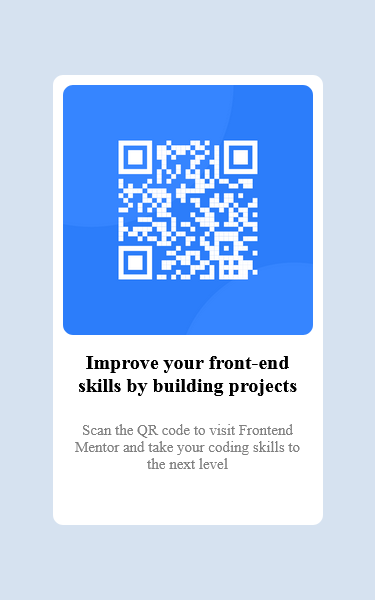 Improve your front-end
skills by building projects
Scan the QR code to visit Frontend
Mentor and take your coding skills to
the next level